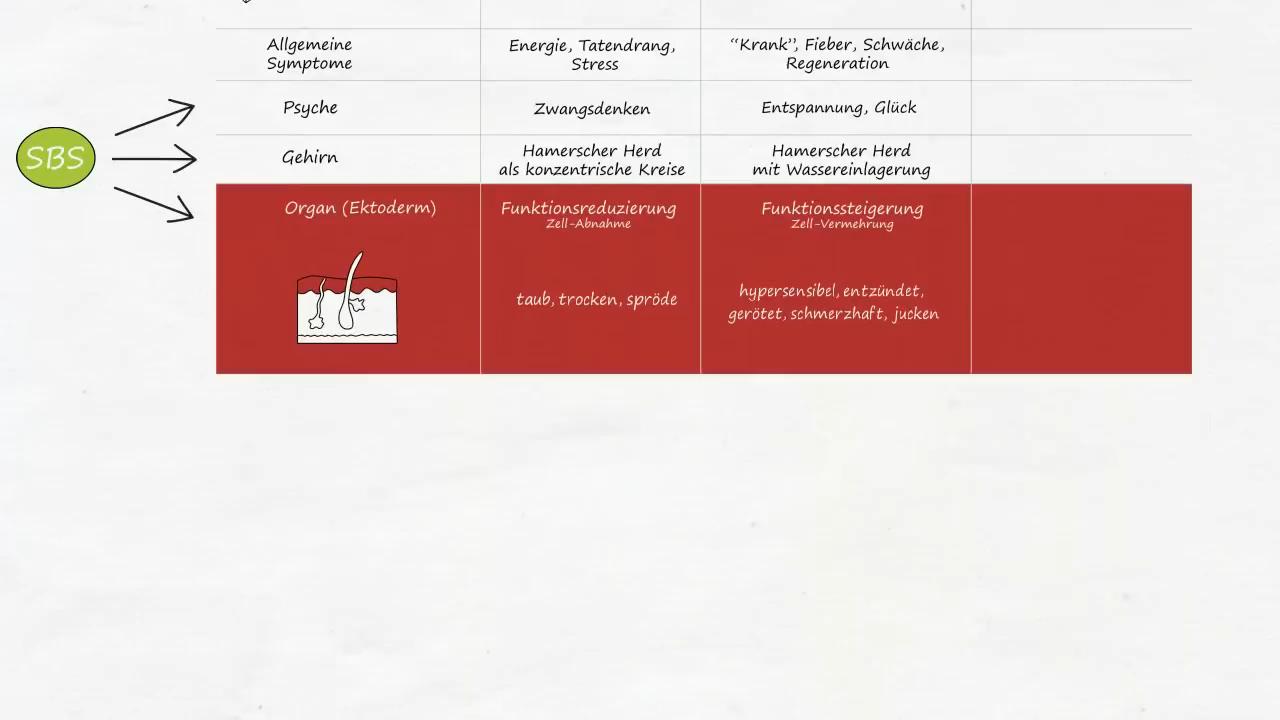 Allgemeine
Symptome
Energie, Tatendrang,
Stress
“Krank”, Fieber, Schwäche,
Regeneration
Psyche
Zwangsdenken
Entspannung, Glück
SBS
Gehirn
Hamerscher Herd
als konzentrische Kreise
Hamerscher Herd
mit Wassereinlagerung
Organ (Ektoderm)
Funktionsreduzierung
Zell-Abnahme
Funktionssteigerung
Zell-Vermehrung
taub, trocken, spröde
hypersensibel, entzündet,
gerötet, schmerzhaft, jucken